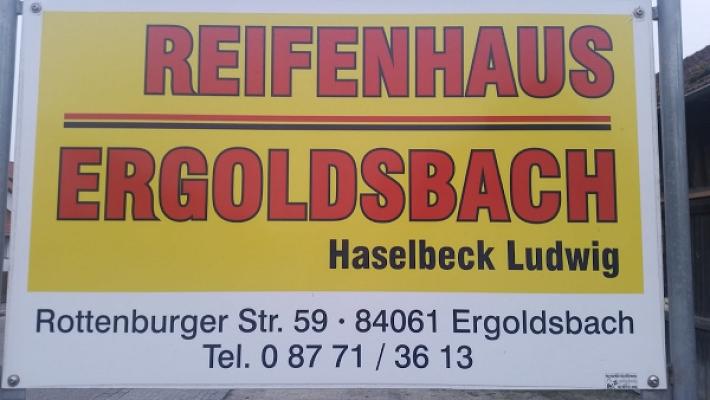 REIFENHAUS
ERGOLDSBACH
Haselbeck Ludwig
Rottenburger Str. 59 · 84061 Ergoldsbach
Tel. 0 87 71 / 36 13